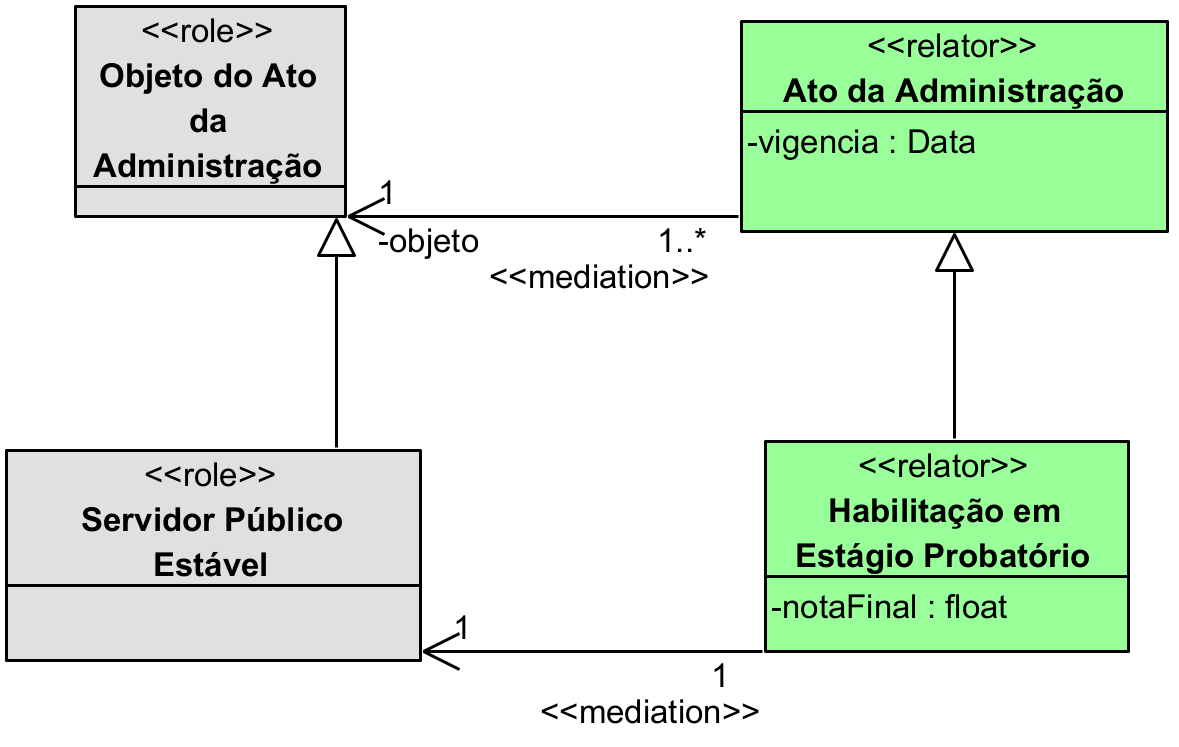 <<role>>
Objeto do Ato
da
Administração
<<relator>>
Ato da Administração
-vigencia : Data
1
-objeto
1..*
<<mediation>>
<<role>>
Servidor Público
Estável
<<relator>>
Habilitação em
Estágio Probatório
-notaFinal : float
1
1
<<mediation>>